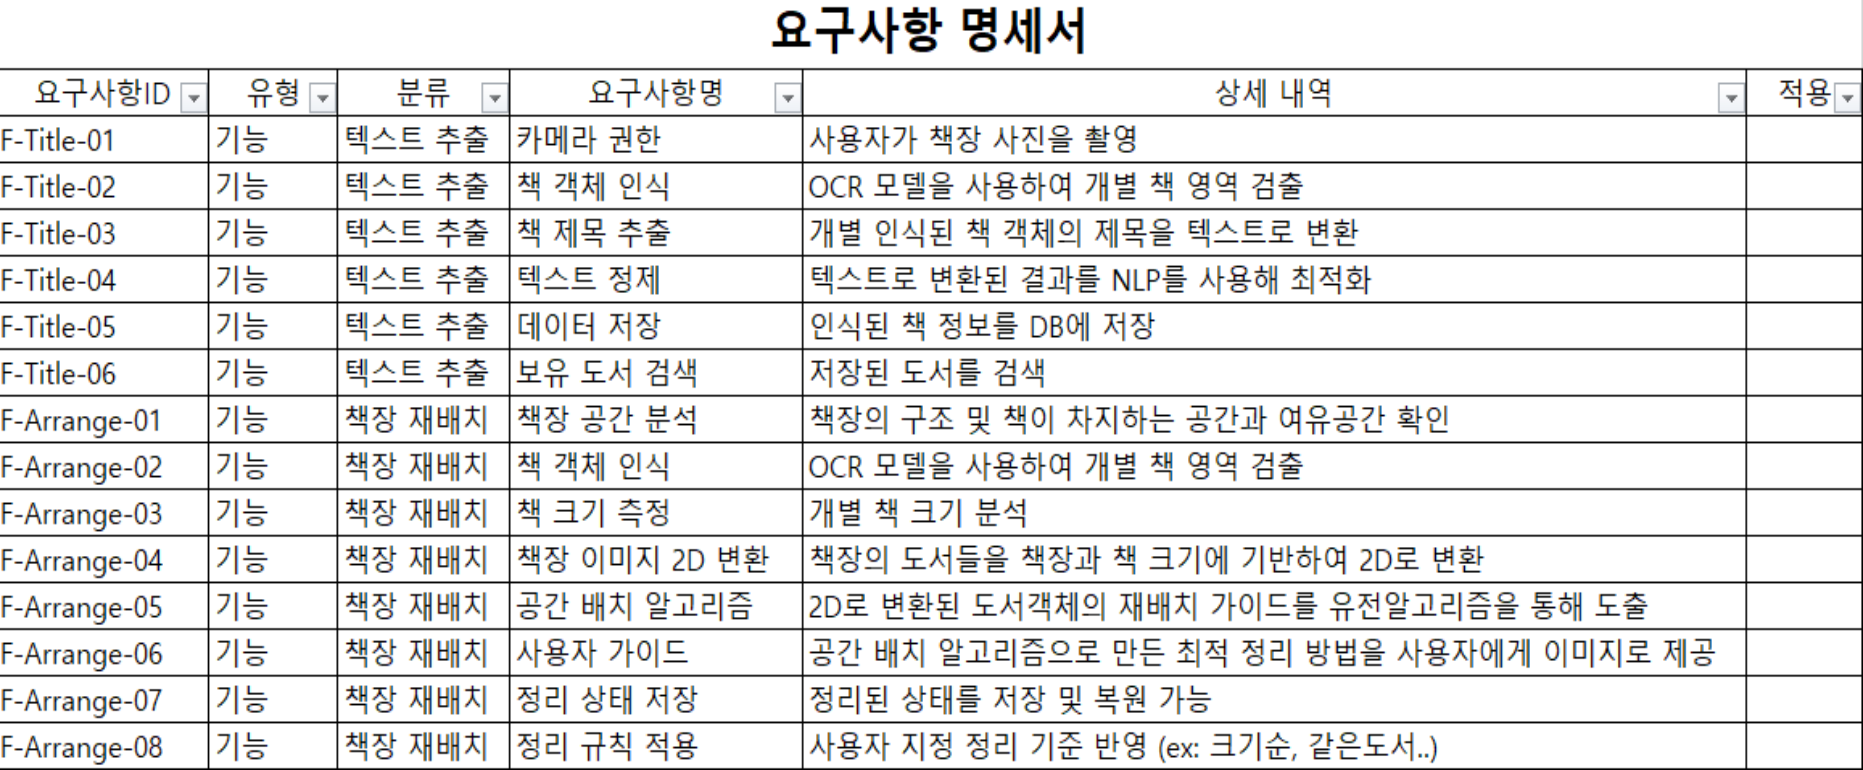 요구사항 명세서
요구사항ID 유형 분류 요구사항명 상세 내역 적용
F-Title-01 기능 텍스트 추출 카메라 권한 사용자가 책장 사진을 촬영
F-Title-02 기능 텍스트 추출 책 객체 인식 OCR 모델을 사용하여 개별 책 영역 검출
F-Title-03 기능 텍스트 추출 책 제목 추출 개별 인식된 책 객체의 제목을 텍스트로 변환
F-Title-04 기능 텍스트 추출 텍스트 정제 텍스트로 변환된 결과를 NLP를 사용해 최적화
F-Title-05 기능 텍스트 추출 데이터 저장 인식된 책 정보를 DB에 저장
F-Title-06 기능 텍스트 추출 보유 도서 검색 저장된 도서를 검색
F-Arrange-01 기능 책장 재배치 책장 공간 분석 책장의 구조 및 책이 차지하는 공간과 여유공간 확인
F-Arrange-02 기능 책장 재배치 책 객체 인식 OCR 모델을 사용하여 개별 책 영역 검출
F-Arrange-03 기능 책장 재배치 책 크기 측정 개별 책 크기 분석
F-Arrange-04 기능 책장 재배치 책장 이미지 2D 변환 책장의 도서들을 책장과 책 크기에 기반하여 2D로 변환
F-Arrange-05 기능 책장 재배치 공간 배치 알고리즘 2D로 변환된 도서객체의 재배치 가이드를 유전알고리즘을 통해 도출
F-Arrange-06 기능 책장 재배치 사용자 가이드 공간 배치 알고리즘으로 만든 최적 정리 방법을 사용자에게 이미지로 제공
F-Arrange-07 기능 책장 재배치 정리 상태 저장 정리된 상태를 저장 및 복원 가능
F-Arrange-08 기능 책장 재배치 정리 규칙 적용 사용자 지정 정리 기준 반영 (ex: 크기순, 같은도서..)